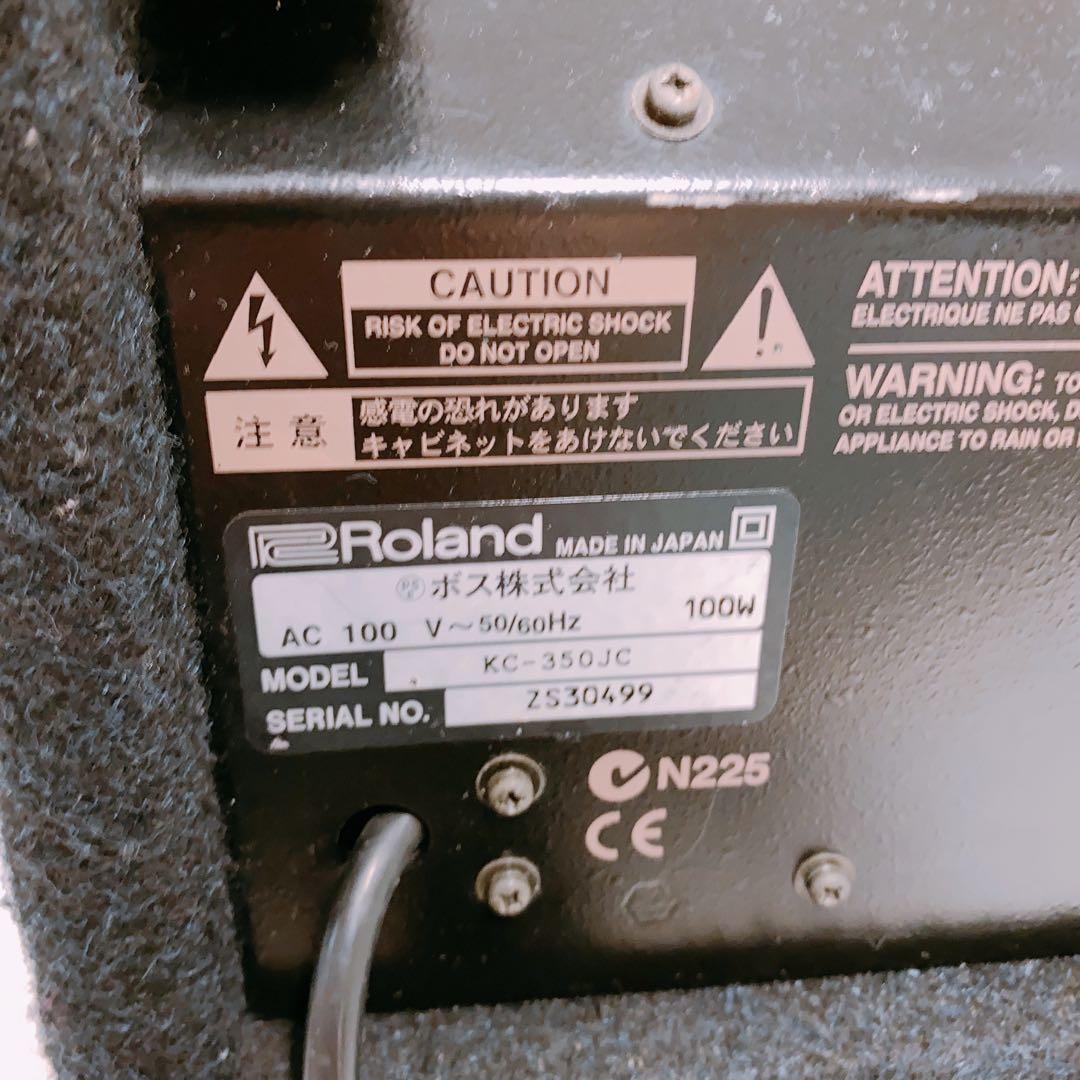 CAUTION
RISK OF ELECTRIC SHOCK
DO NOT OPEN
注意
感電の恐れがあります
キャビネットをあけないでください
ATTENTION:
ELECTRIQUE NE PAS
WARNING: TO
OR ELECTRIC SHOCK, D
APPLIANCE TO RAIN OR
Roland MADE IN JAPAN
ボス株式会社
AC 100 V～50/60Hz 100W
MODEL KC-350JC
SERIAL NO. ZS30499
N225
CE